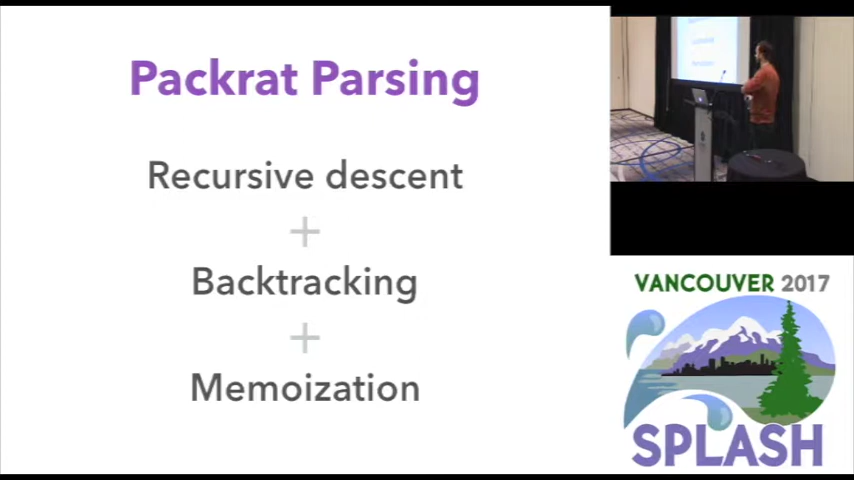 Packrat Parsing
Recursive descent
+
Backtracking
+
Memoization
VANCOUVER 2017
SPLASH